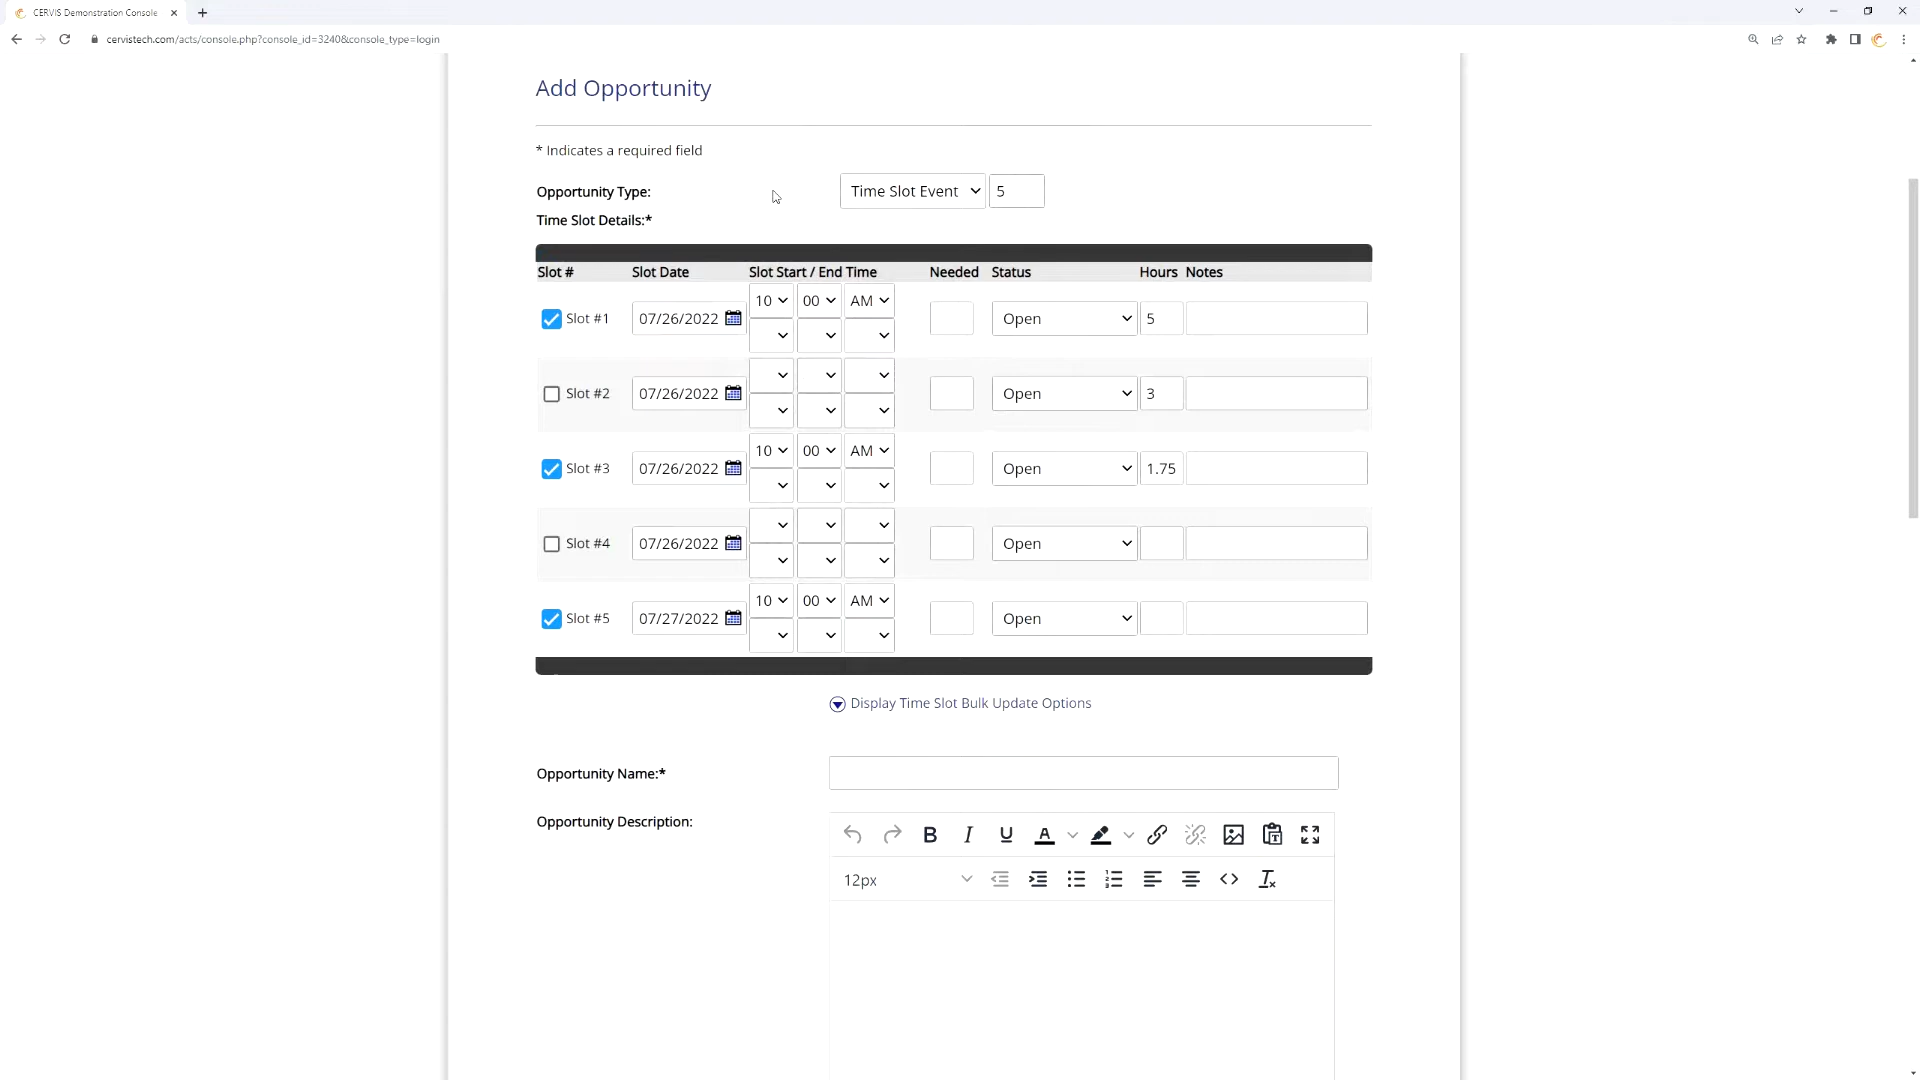 CERVIS Demonstration Console
cervistech.com/acts/console.php?console_id=3240&console_type=login
Add Opportunity
* Indicates a required field
Opportunity Type:
Time Slot Event
5
Time Slot Details:*
Slot # Slot Date Slot Start / End Time Needed Status Hours Notes
10 00 AM
Slot #1 07/26/2022 Open 5
Slot #2 07/26/2022 Open 3
10 00 AM
Slot #3 07/26/2022 Open 1.75
Slot #4 07/26/2022 Open
10 00 AM
Slot #5 07/27/2022 Open
Display Time Slot Bulk Update Options
Opportunity Name:*
Opportunity Description:
B I U A
12px